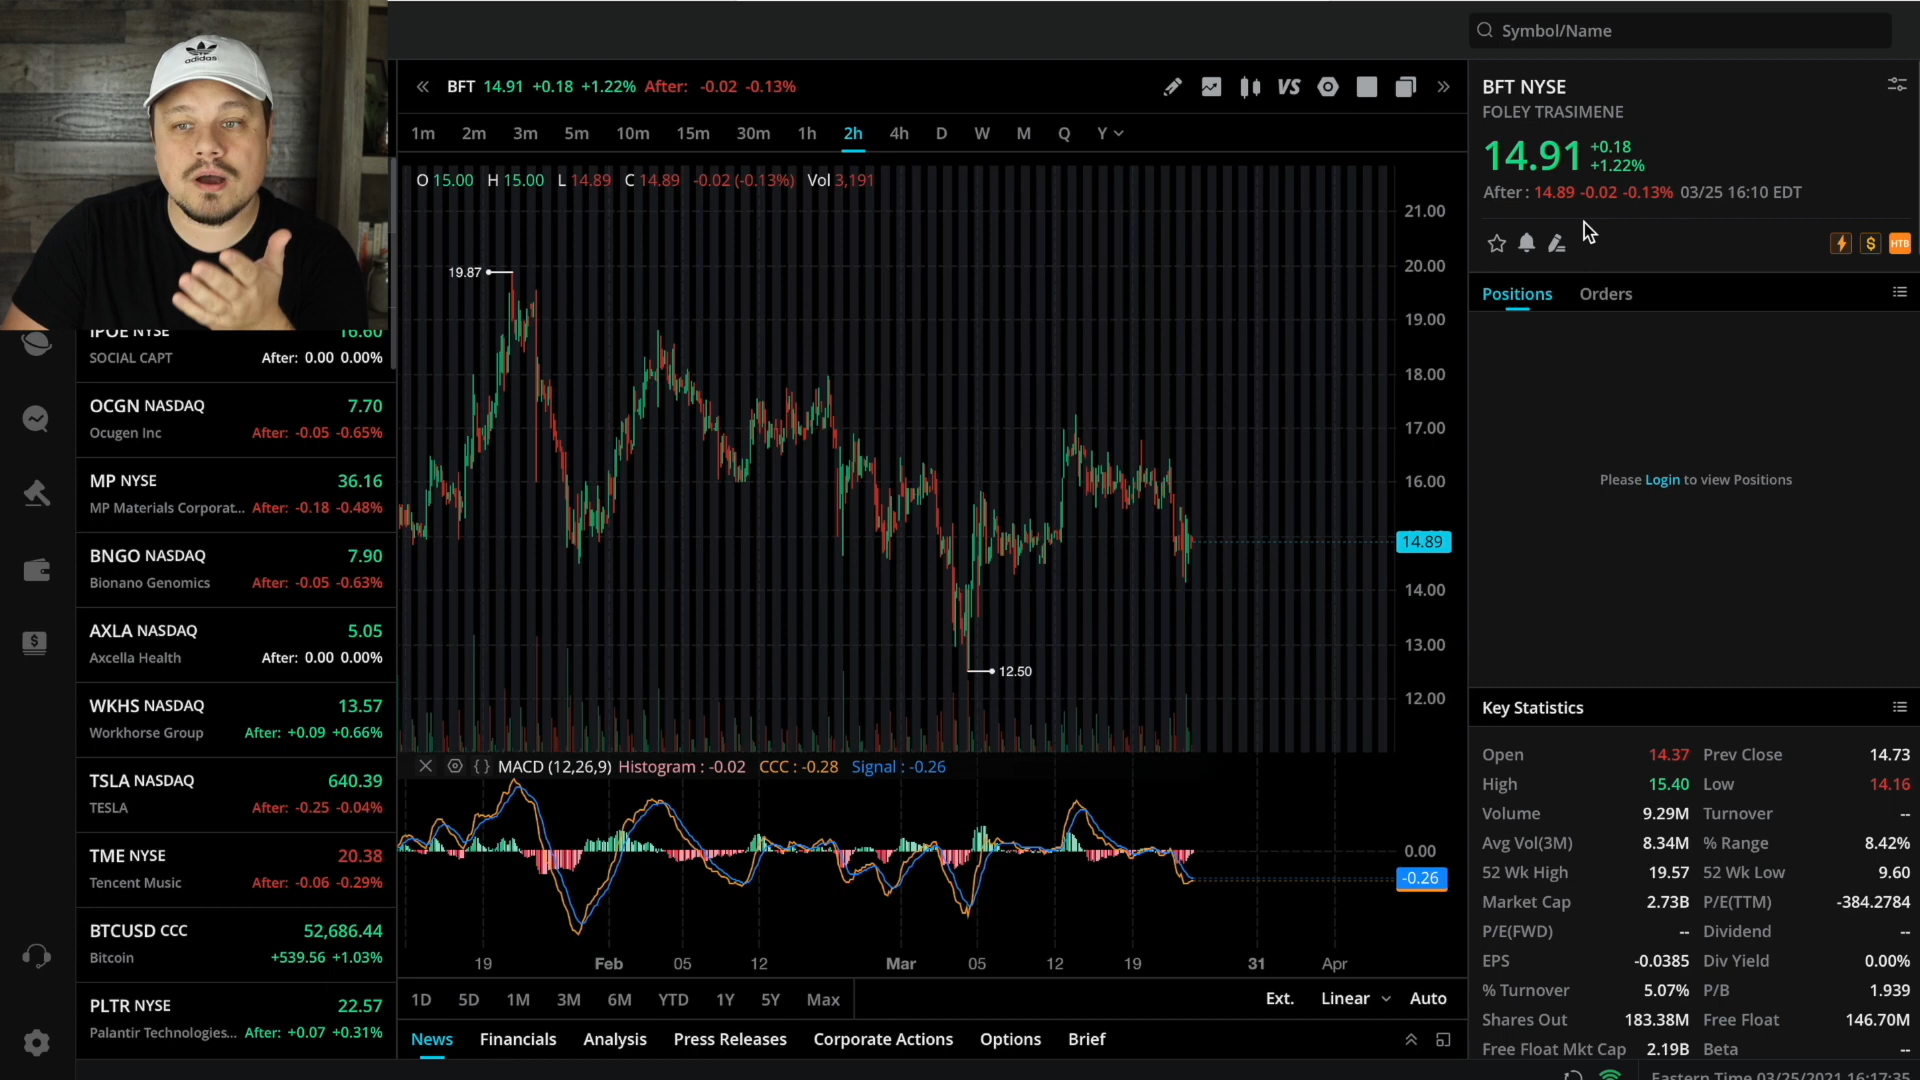 adidas
Symbol/Name
BFT 14.91 +0.18 +1.22% After: -0.02 -0.13%
VS
1m 2m 3m 5m 10m 15m 30m 1h 2h 4h D W M Q Y
O 15.00 H 15.00 L 14.89 C 14.89 -0.02 (-0.13%) Vol 3,191
21.00
20.00
19.87
19.00
18.00
17.00
16.00
14.89
14.00
13.00
12.50
12.00
MACD (12,26,9) Histogram : -0.02 CCC : -0.28 Signal : -0.26
0.00
-0.26
19 Feb 05 12 Mar 05 12 19 31 Apr
1D 5D 1M 3M 6M YTD 1Y 5Y Max
Ext. Linear Auto
News Financials Analysis Press Releases Corporate Actions Options Brief
IPOE NYSE 16.60
SOCIAL CAPT After: 0.00 0.00%
OCGN NASDAQ 7.70
Ocugen Inc After: -0.05 -0.65%
MP NYSE 36.16
MP Materials Corporat... After: -0.18 -0.48%
BNGO NASDAQ 7.90
Bionano Genomics After: -0.05 -0.63%
AXLA NASDAQ 5.05
Axcella Health After: 0.00 0.00%
WKHS NASDAQ 13.57
Workhorse Group After: +0.09 +0.66%
TSLA NASDAQ 640.39
TESLA After: -0.25 -0.04%
TME NYSE 20.38
Tencent Music After: -0.06 -0.29%
BTCUSD CCC 52,686.44
Bitcoin +539.56 +1.03%
PLTR NYSE 22.57
Palantir Technologies... After: +0.07 +0.31%
BFT NYSE
FOLEY TRASIMENE
14.91 +0.18
+1.22%
After : 14.89 -0.02 -0.13% 03/25 16:10 EDT
$ HTB
Positions Orders
Please Login to view Positions
Key Statistics
Open 14.37 Prev Close 14.73
High 15.40 Low 14.16
Volume 9.29M Turnover --
Avg Vol(3M) 8.34M % Range 8.42%
52 Wk High 19.57 52 Wk Low 9.60
Market Cap 2.73B P/E(TTM) -384.2784
P/E(FWD) -- Dividend --
EPS -0.0385 Div Yield 0.00%
% Turnover 5.07% P/B 1.939
Shares Out 183.38M Free Float 146.70M
Free Float Mkt Cap 2.19B Beta --
Eastern Time 03/25/2021 16:17:35